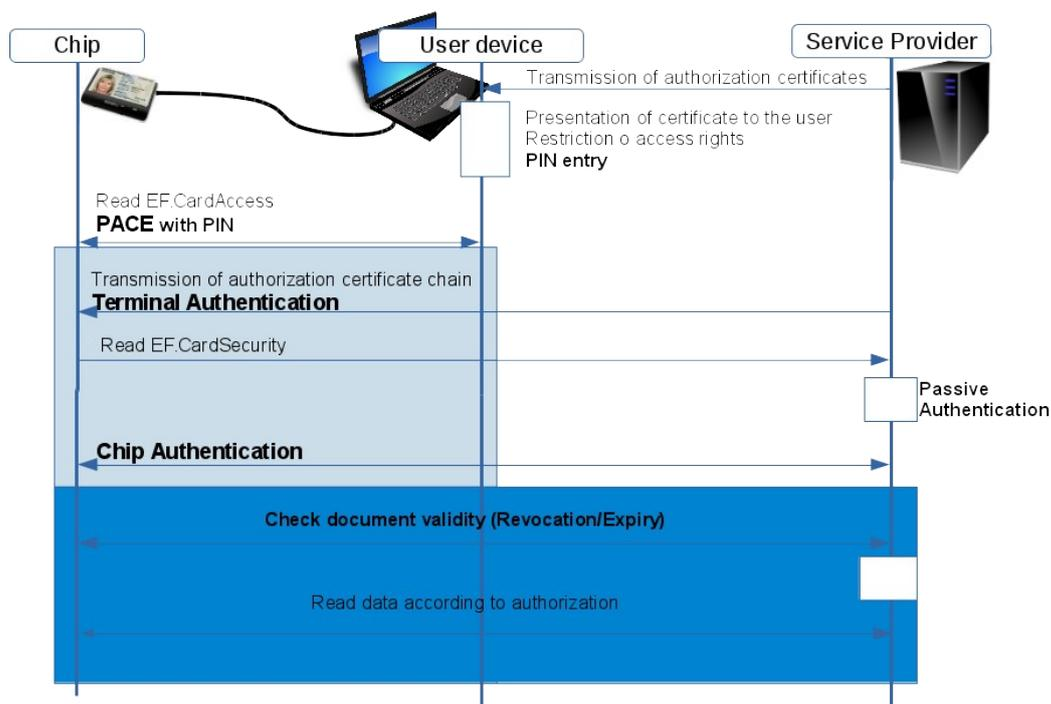 Chip
User device
Service Provider
Transmission of authorization certificates
Presentation of certificate to the user
Restriction o access rights
PIN entry
Read EF.CardAccess
PACE with PIN
Transmission of authorization certificate chain
Terminal Authentication
Read EF.CardSecurity
Passive
Authentication
Chip Authentication
Check document validity (Revocation/Expiry)
Read data according to authorization